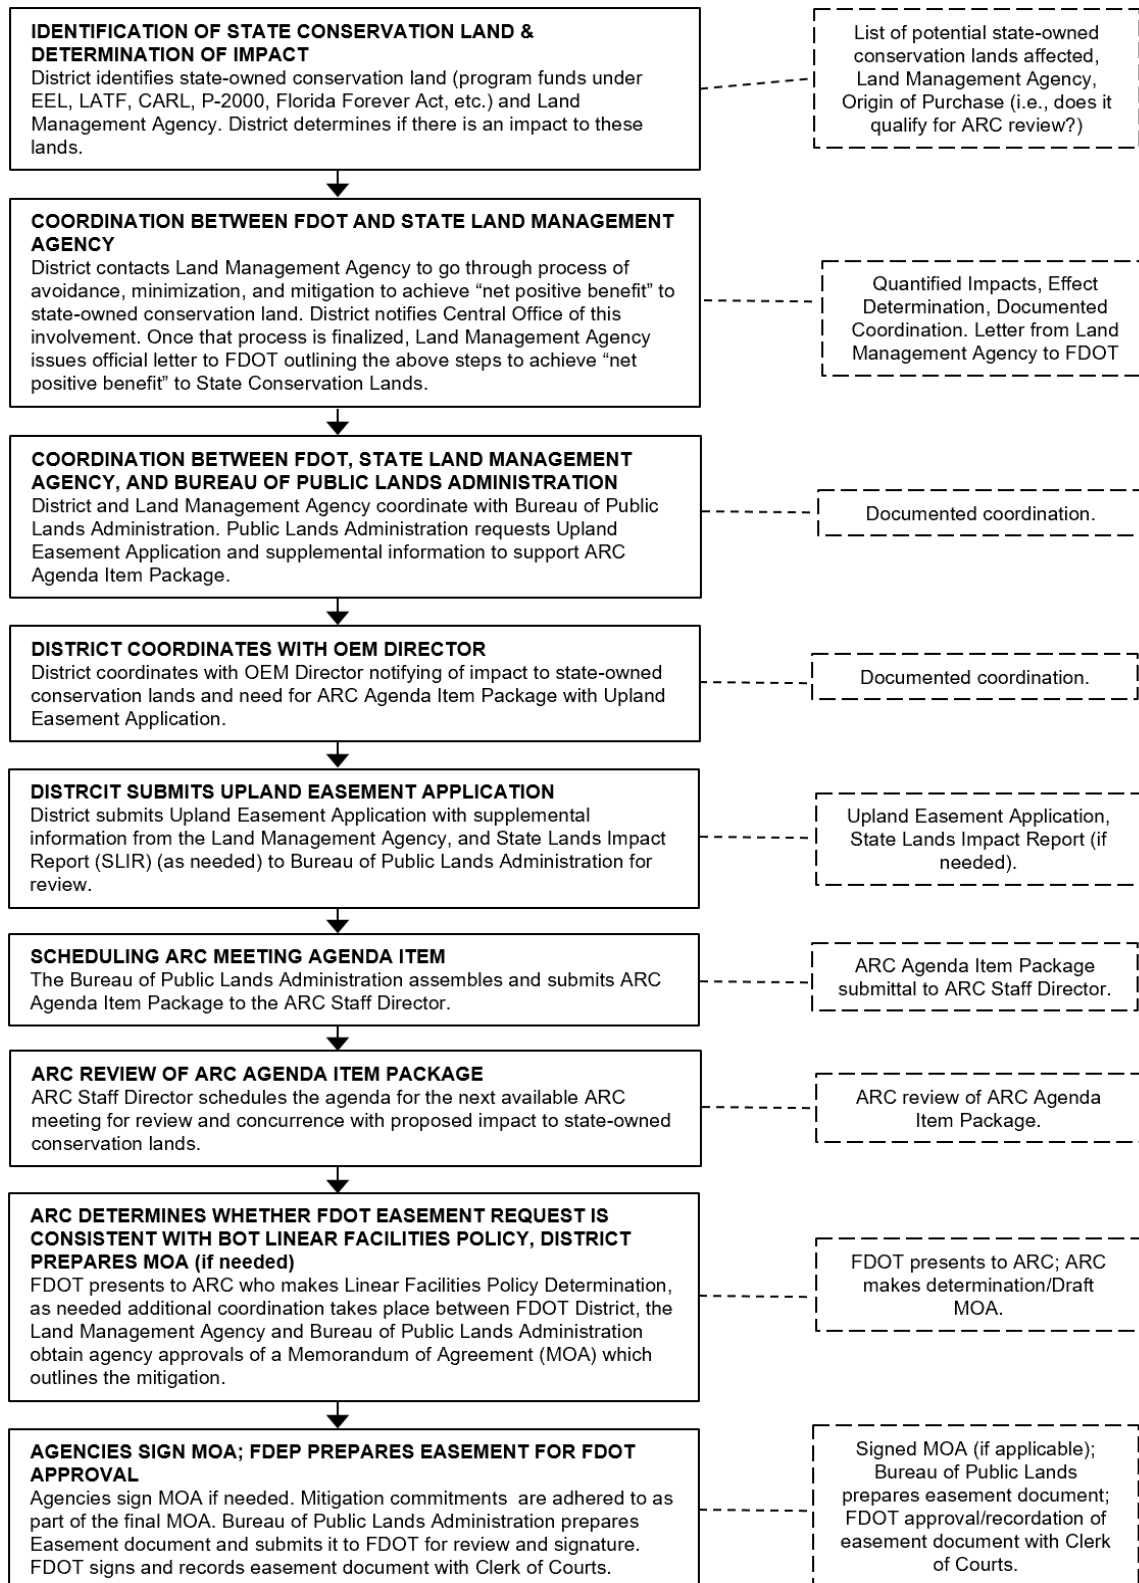 IDENTIFICATION OF STATE CONSERVATION LAND &
DETERMINATION OF IMPACT
District identifies state-owned conservation land (program funds under
EEL, LATF, CARL, P-2000, Florida Forever Act, etc.) and Land
Management Agency. District determines if there is an impact to these
lands.
List of potential state-owned
conservation lands affected,
Land Management Agency,
Origin of Purchase (i.e., does it
qualify for ARC review?)
COORDINATION BETWEEN FDOT AND STATE LAND MANAGEMENT
AGENCY
District contacts Land Management Agency to go through process of
avoidance, minimization, and mitigation to achieve “net positive benefit” to
state-owned conservation land. District notifies Central Office of this
involvement. Once that process is finalized, Land Management Agency
issues official letter to FDOT outlining the above steps to achieve “net
positive benefit” to State Conservation Lands.
Quantified Impacts, Effect
Determination, Documented
Coordination. Letter from Land
Management Agency to FDOT
COORDINATION BETWEEN FDOT, STATE LAND MANAGEMENT
AGENCY, AND BUREAU OF PUBLIC LANDS ADMINISTRATION
District and Land Management Agency coordinate with Bureau of Public
Lands Administration. Public Lands Administration requests Upland
Easement Application and supplemental information to support ARC
Agenda Item Package.
Documented coordination.
DISTRICT COORDINATES WITH OEM DIRECTOR
District coordinates with OEM Director notifying of impact to state-owned
conservation lands and need for ARC Agenda Item Package with Upland
Easement Application.
Documented coordination.
DISTRCIT SUBMITS UPLAND EASEMENT APPLICATION
District submits Upland Easement Application with supplemental
information from the Land Management Agency, and State Lands Impact
Report (SLIR) (as needed) to Bureau of Public Lands Administration for
review.
Upland Easement Application,
State Lands Impact Report (if
needed).
SCHEDULING ARC MEETING AGENDA ITEM
The Bureau of Public Lands Administration assembles and submits ARC
Agenda Item Package to the ARC Staff Director.
ARC Agenda Item Package
submittal to ARC Staff Director.
ARC REVIEW OF ARC AGENDA ITEM PACKAGE
ARC Staff Director schedules the agenda for the next available ARC
meeting for review and concurrence with proposed impact to state-owned
conservation lands.
ARC review of ARC Agenda
Item Package.
ARC DETERMINES WHETHER FDOT EASEMENT REQUEST IS
CONSISTENT WITH BOT LINEAR FACILITIES POLICY, DISTRICT
PREPARES MOA (if needed)
FDOT presents to ARC who makes Linear Facilities Policy Determination,
as needed additional coordination takes place between FDOT District, the
Land Management Agency and Bureau of Public Lands Administration
obtain agency approvals of a Memorandum of Agreement (MOA) which
outlines the mitigation.
FDOT presents to ARC; ARC
makes determination/Draft
MOA.
AGENCIES SIGN MOA; FDEP PREPARES EASEMENT FOR FDOT
APPROVAL
Agencies sign MOA if needed. Mitigation commitments are adhered to as
part of the final MOA. Bureau of Public Lands Administration prepares
Easement document and submits it to FDOT for review and signature.
FDOT signs and records easement document with Clerk of Courts.
Signed MOA (if applicable);
Bureau of Public Lands
prepares easement document;
FDOT approval/recordation of
easement document with Clerk
of Courts.